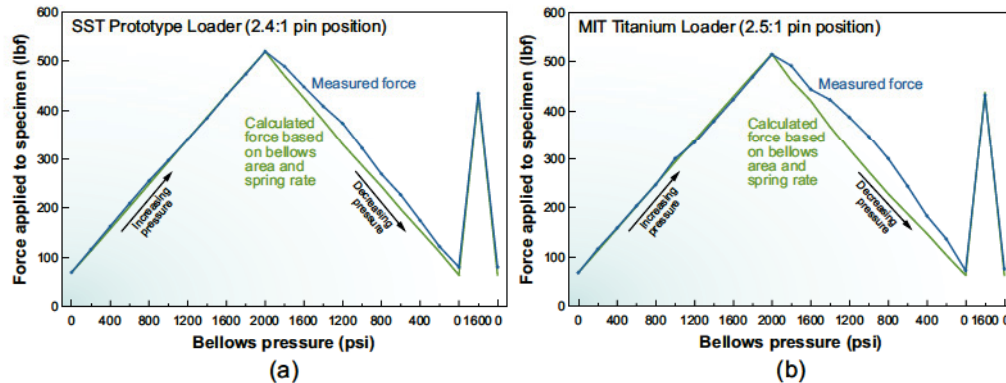 SST Prototype Loader (2.4:1 pin position)
Force applied to specimen (lbf)
600
500
400
300
200
100
0
Measured force
Calculated
force based
on bellows
area and
spring rate
Increasing
pressure
Decreasing
pressure
0 400 800 1200 1600 2000 1600 1200 800 400 0 1600 0
Bellows pressure (psi)
(a)
MIT Titanium Loader (2.5:1 pin position)
Force applied to specimen (lbf)
600
500
400
300
200
100
0
Measured force
Calculated
force based
on bellows
area and
spring rate
Increasing
pressure
Decreasing
pressure
0 400 800 1200 1600 2000 1600 1200 800 400 0 1600 0
Bellows pressure (psi)
(b)